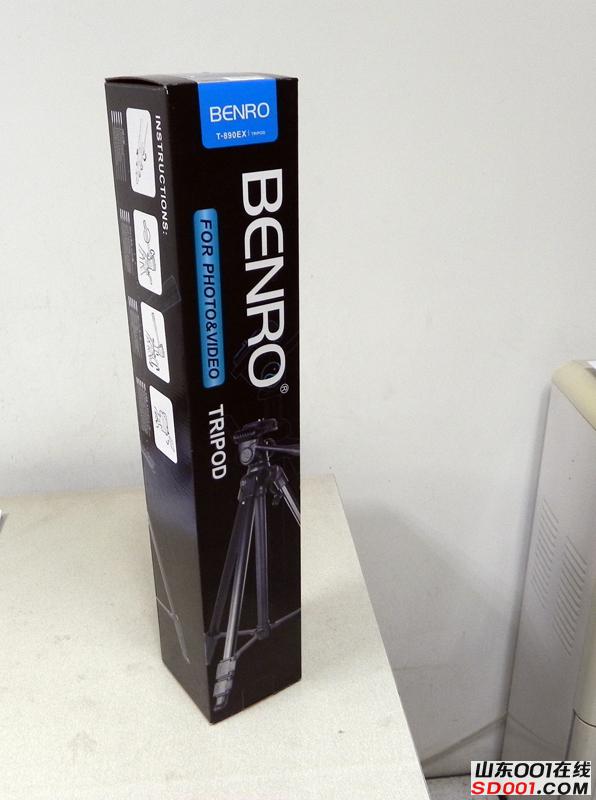 BENRO
T-890EX TRIPOD
BENRO®
FOR PHOTO&VIDEO
TRIPOD
INSTRUCTIONS:
山东001在线
SD001.COM